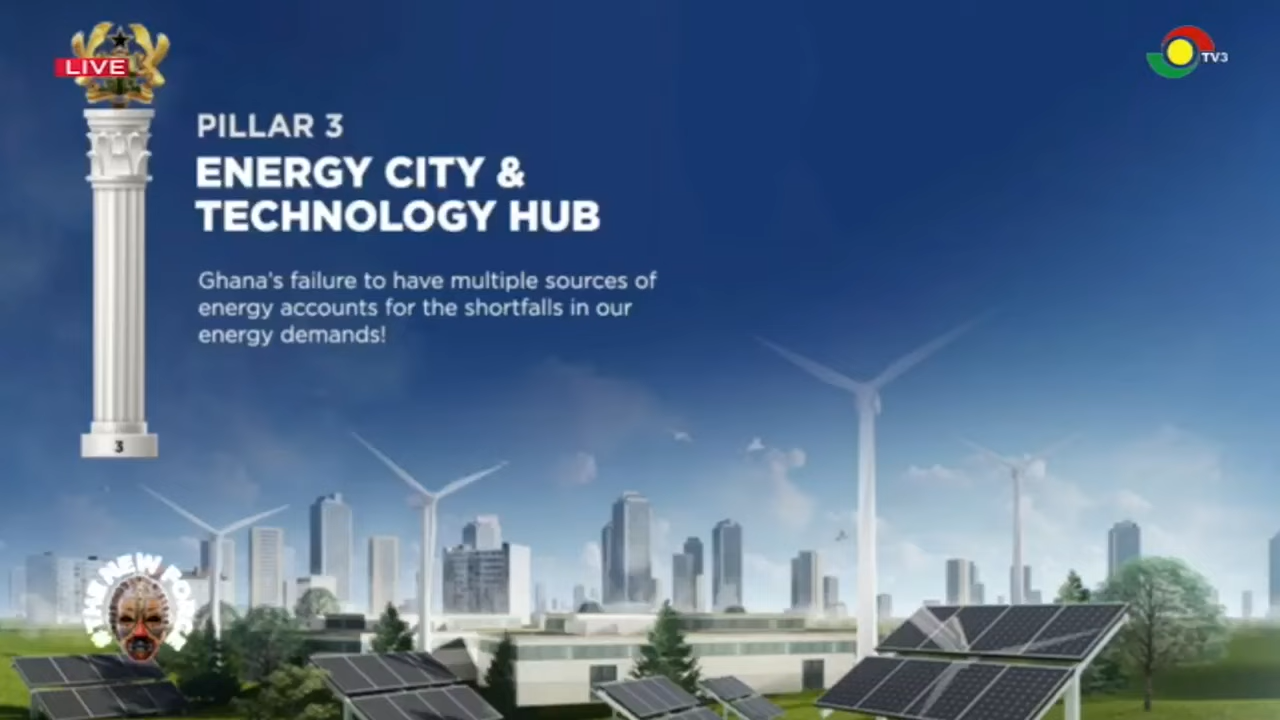 LIVE
TV3
PILLAR 3
ENERGY CITY &
TECHNOLOGY HUB
Ghana's failure to have multiple sources of
energy accounts for the shortfalls in our
energy demands!
3
#THE NEW FORCE